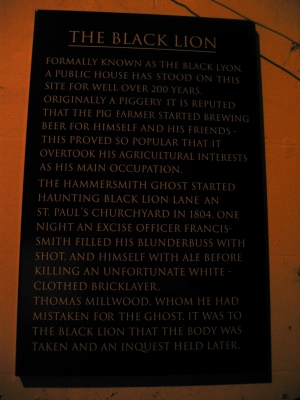 THE BLACK LION
FORMALLY KNOWN AS THE BLACK LYON,
A PUBLIC HOUSE HAS STOOD ON THIS
SITE FOR WELL OVER 200 YEARS.
ORIGINALLY A PIGGERY IT IS REPUTED
THAT THE PIG FARMER STARTED BREWING
BEER FOR HIMSELF AND HIS FRIENDS -
THIS PROVED SO POPULAR THAT IT
OVERTOOK HIS AGRICULTURAL INTERESTS
AS HIS MAIN OCCUPATION.
THE HAMMERSMITH GHOST STARTED
HAUNTING BLACK LION LANE AN
ST. PAUL'S CHURCHYARD IN 1804. ONE
NIGHT AN EXCISE OFFICER FRANCIS-
SMITH FILLED HIS BLUNDERBUSS WITH
SHOT, AND HIMSELF WITH ALE BEFORE
KILLING AN UNFORTUNATE WHITE -
CLOTHED BRICKLAYER,
THOMAS MILLWOOD, WHOM HE HAD
MISTAKEN FOR THE GHOST. IT WAS TO
THE BLACK LION THAT THE BODY WAS
TAKEN AND AN INQUEST HELD LATER.